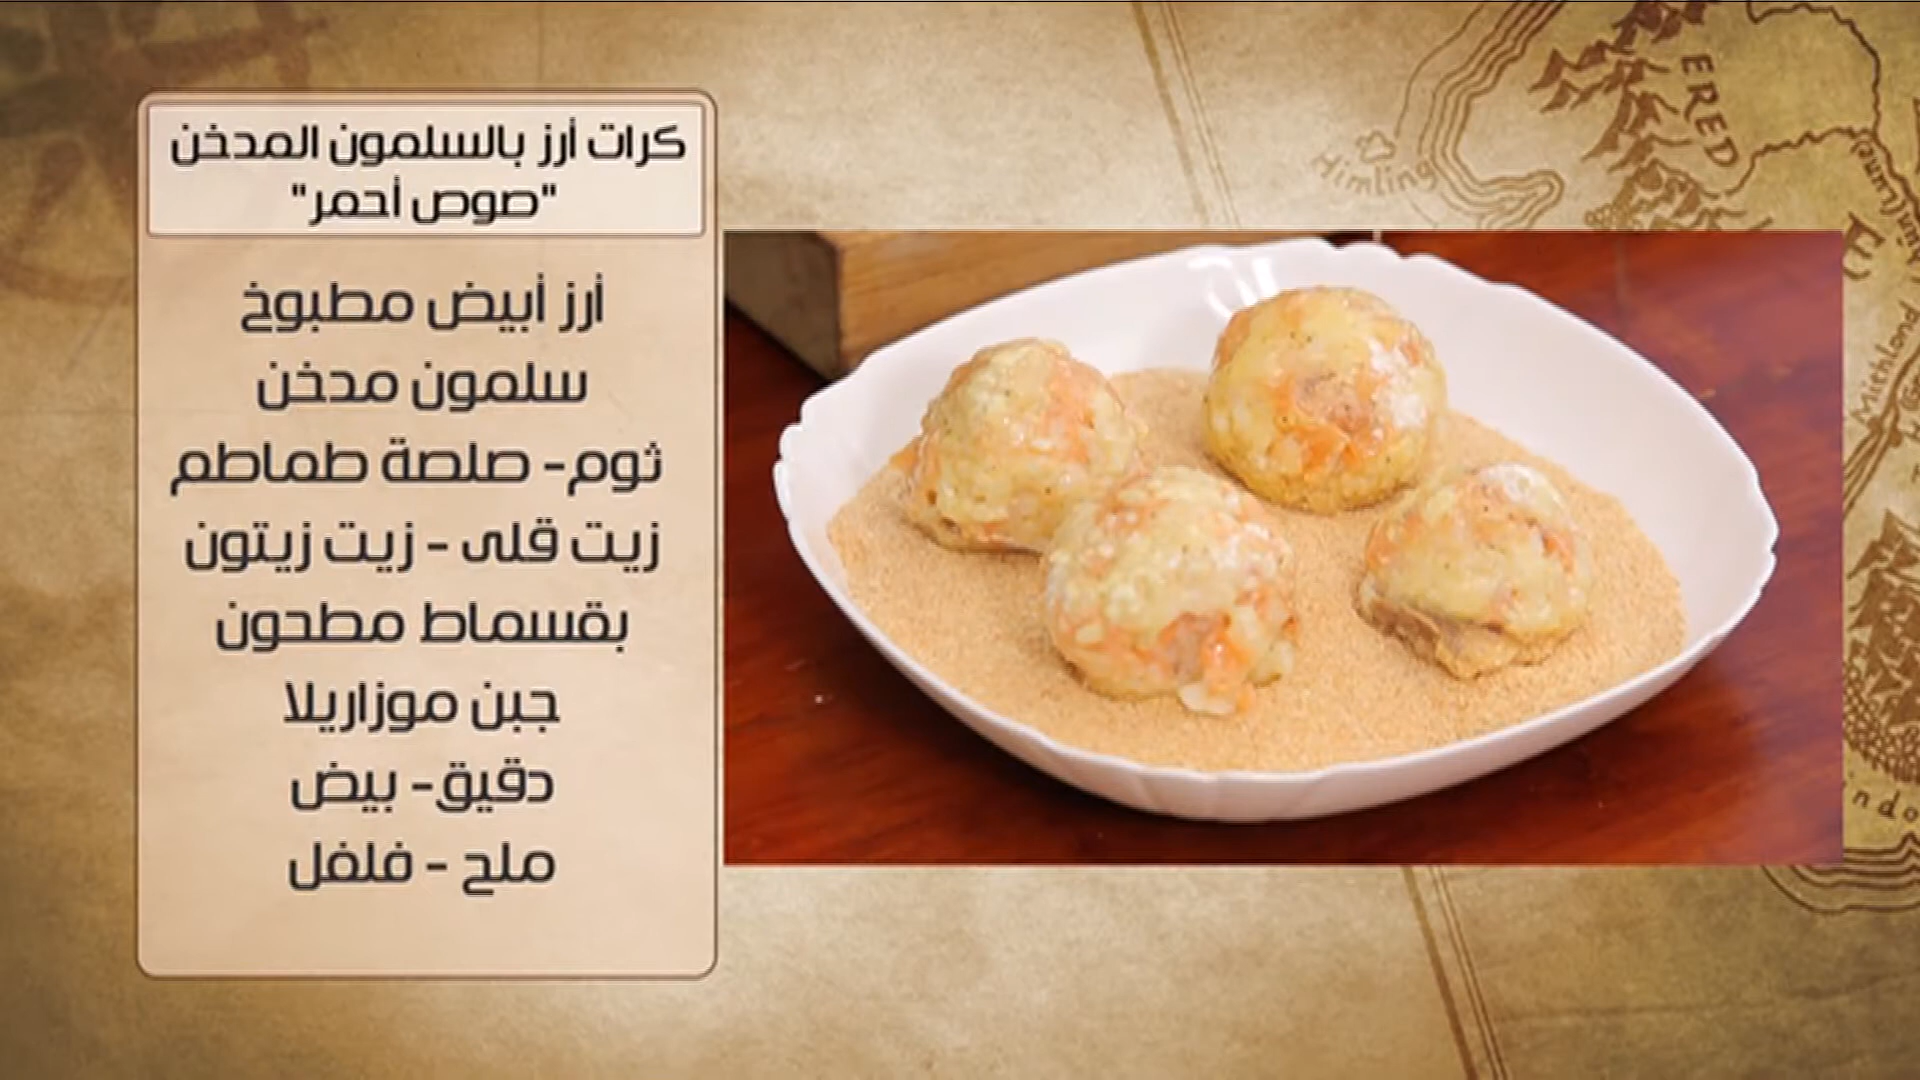 كرات أرز بالسلمون المدخن
"صوص أحمر"
أرز أبيض مطبوخ
سلمون مدخن
ثوم- صلصة طماطم
زيت قلى - زيت زيتون
بقسماط مطحون
جبن موزاريلا
دقيق- بيض
ملح - فلفل
ERED
Himling
Mithlond